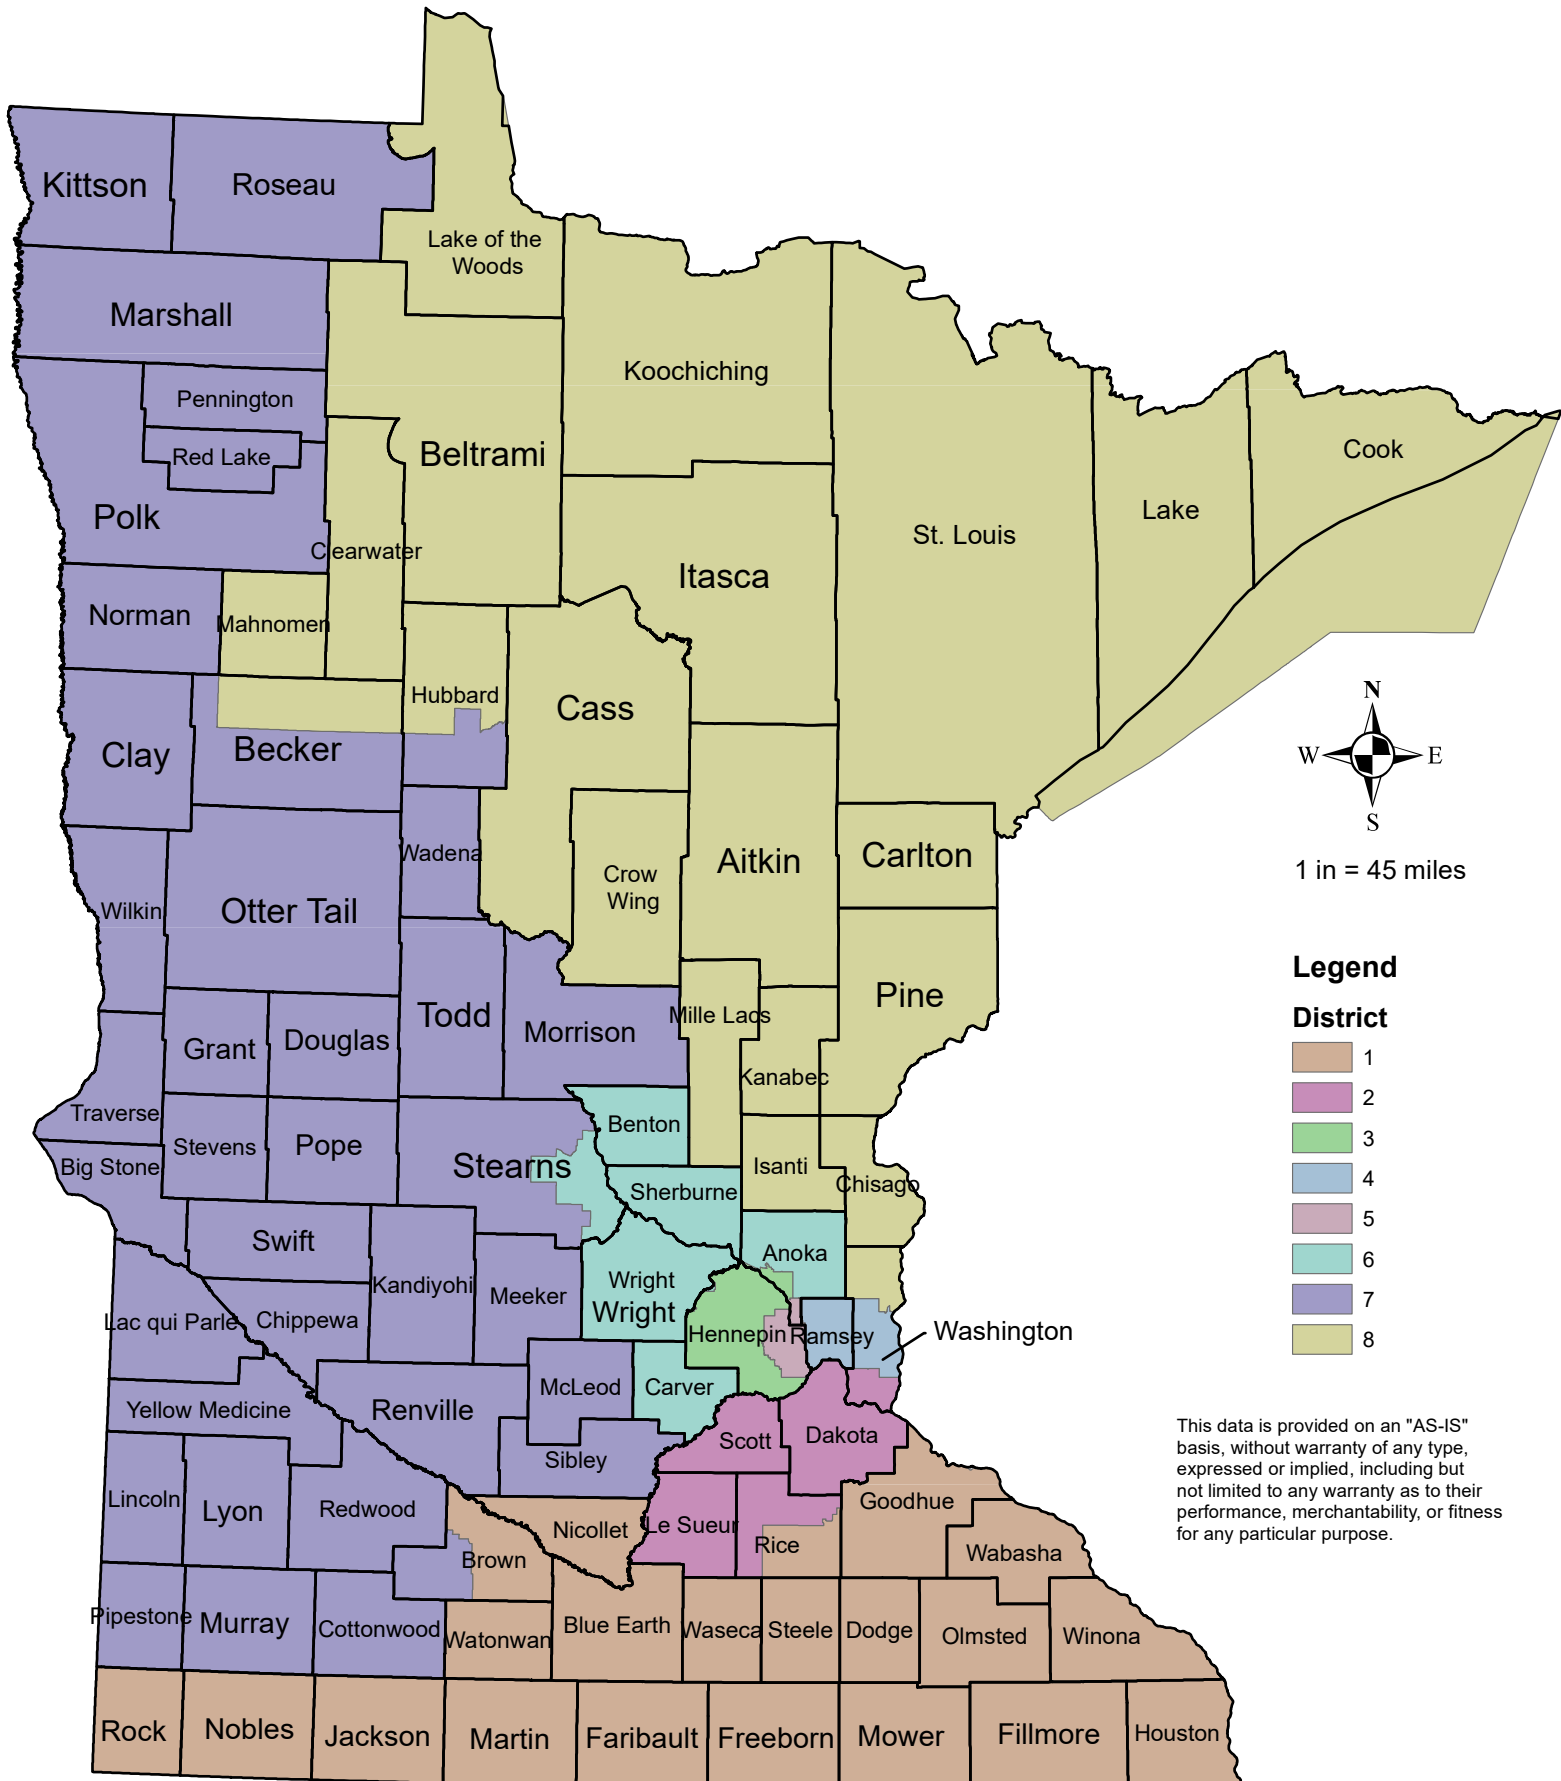 Kittson
Roseau
Lake of the
Woods
Marshall
Koochiching
Pennington
Red Lake
Beltrami
Cook
Polk
Lake
St. Louis
Clearwater
Itasca
Norman
Mahnomen
Hubbard
Cass
N
Clay
Becker
W
E
S
Wadena
Crow
Wing
Aitkin
Carlton
1 in = 45 miles
Wilkin
Otter Tail
Legend
Pine
Todd
Mille Lacs
District
Morrison
Grant
Douglas
1
Kanabec
2
Traverse
Benton
3
Stevens
Pope
Stearns
Big Stone
Isanti
4
Sherburne
Chisago
5
Swift
Anoka
6
Kandiyohi
Wright
Meeker
7
Wright
Lac qui Parle
Chippewa
Hennepin
Ramsey
Washington
8
McLeod
Carver
Yellow Medicine
Renville
Scott
Dakota
This data is provided on an "AS-IS"
basis, without warranty of any type,
expressed or implied, including but
not limited to any warranty as to their
performance, merchantability, or fitness
for any particular purpose.
Sibley
Lincoln
Lyon
Redwood
Goodhue
Nicollet
Le Sueur
Rice
Brown
Wabasha
Pipestone
Murray
Cottonwood
Watonwan
Blue Earth
Waseca
Steele
Dodge
Olmsted
Winona
Rock
Nobles
Jackson
Martin
Faribault
Freeborn
Mower
Fillmore
Houston